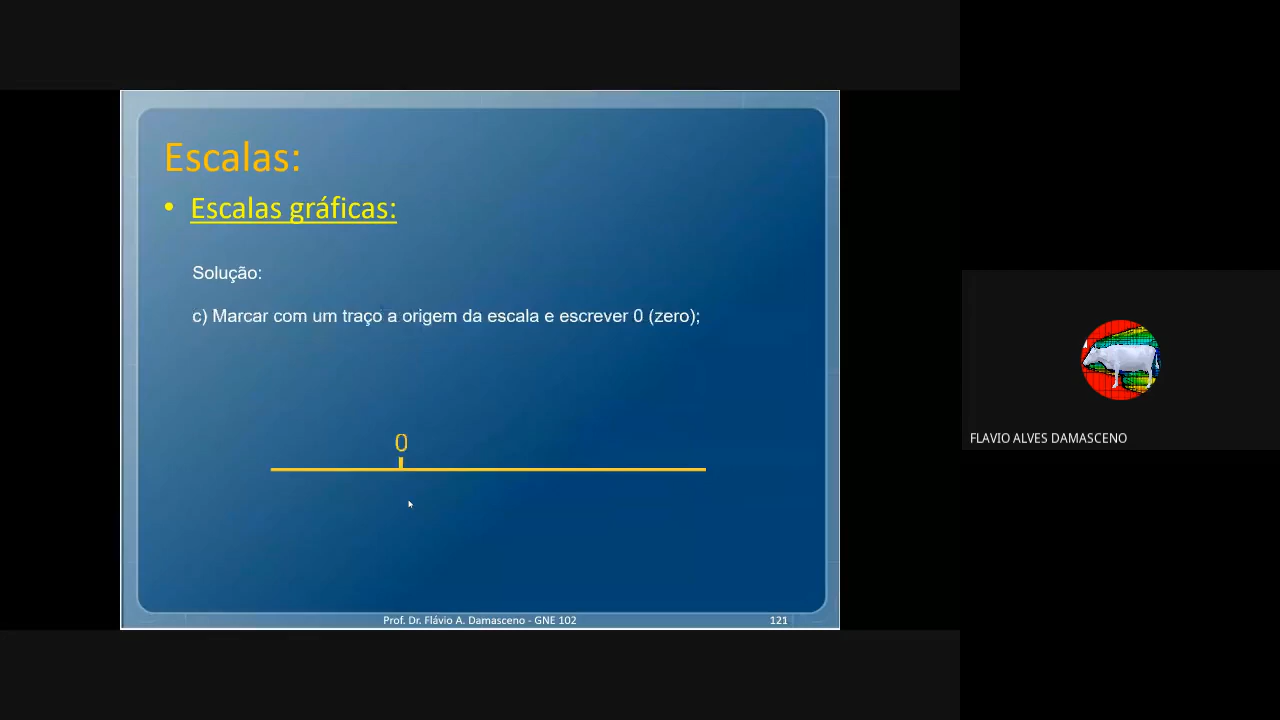 Escalas:
• Escalas gráficas:
Solução:
c) Marcar com um traço a origem da escala e escrever 0 (zero);
0
FLAVIO ALVES DAMASCENO
Prof. Dr. Flávio A. Damasceno - GNE 102
121